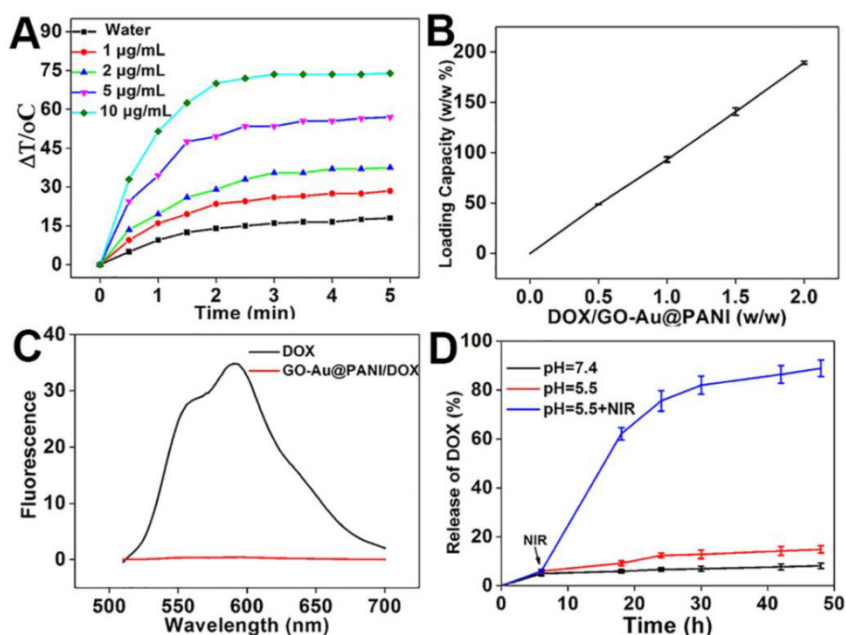 A
Water
1 µg/mL
2 µg/mL
5 µg/mL
10 µg/mL
90
75
60
45
30
15
0
ΔT/oC
0 1 2 3 4 5
Time (min)
B
200
150
100
50
0
Loading Capacity (w/w %)
0.0 0.5 1.0 1.5 2.0
DOX/GO-Au@PANI (w/w)
C
DOX
GO-Au@PANI/DOX
40
30
20
10
0
Fluorescence
500 550 600 650 700
Wavelength (nm)
D
pH=7.4
pH=5.5
pH=5.5+NIR
NIR
100
80
60
40
20
0
Release of DOX (%)
0 10 20 30 40 50
Time (h)